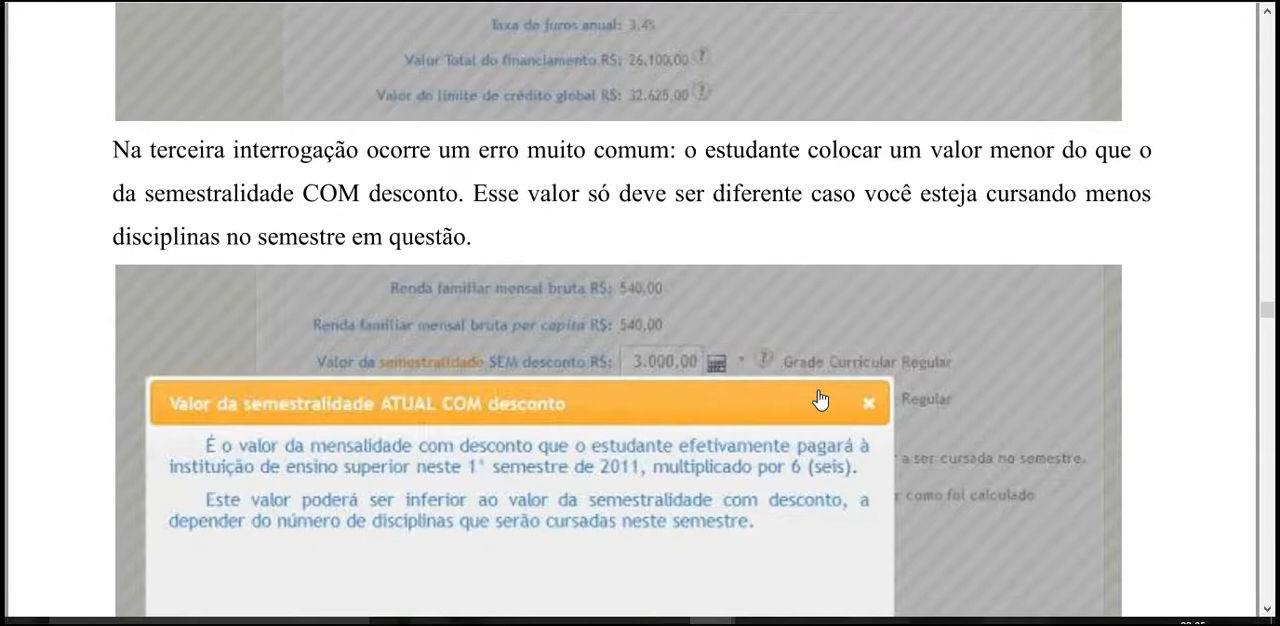 Taxa de juros anual: 3.4%
Valor Total do financiamento R$: 26.100,00 ?
Valor do limite de crédito global R$: 32.625,00 ?
Na terceira interrogação ocorre um erro muito comum: o estudante colocar um valor menor do que o
da semestralidade COM desconto. Esse valor só deve ser diferente caso você esteja cursando menos
disciplinas no semestre em questão.
Renda familiar mensal bruta R$: 540,00
Renda familiar mensal bruta per capita R$: 540,00
Valor da semestralidade SEM desconto R$: 3.000,00 * ? Grade Curricular Regular
Valor da semestralidade ATUAL COM desconto ×
Regular
É o valor da mensalidade com desconto que o estudante efetivamente pagará à
instituição de ensino superior neste 1° semestre de 2011, multiplicado por 6 (seis).
a ser cursada no semestre.
Este valor poderá ser inferior ao valor da semestralidade com desconto, a
como foi calculado
depender do número de disciplinas que serão cursadas neste semestre.